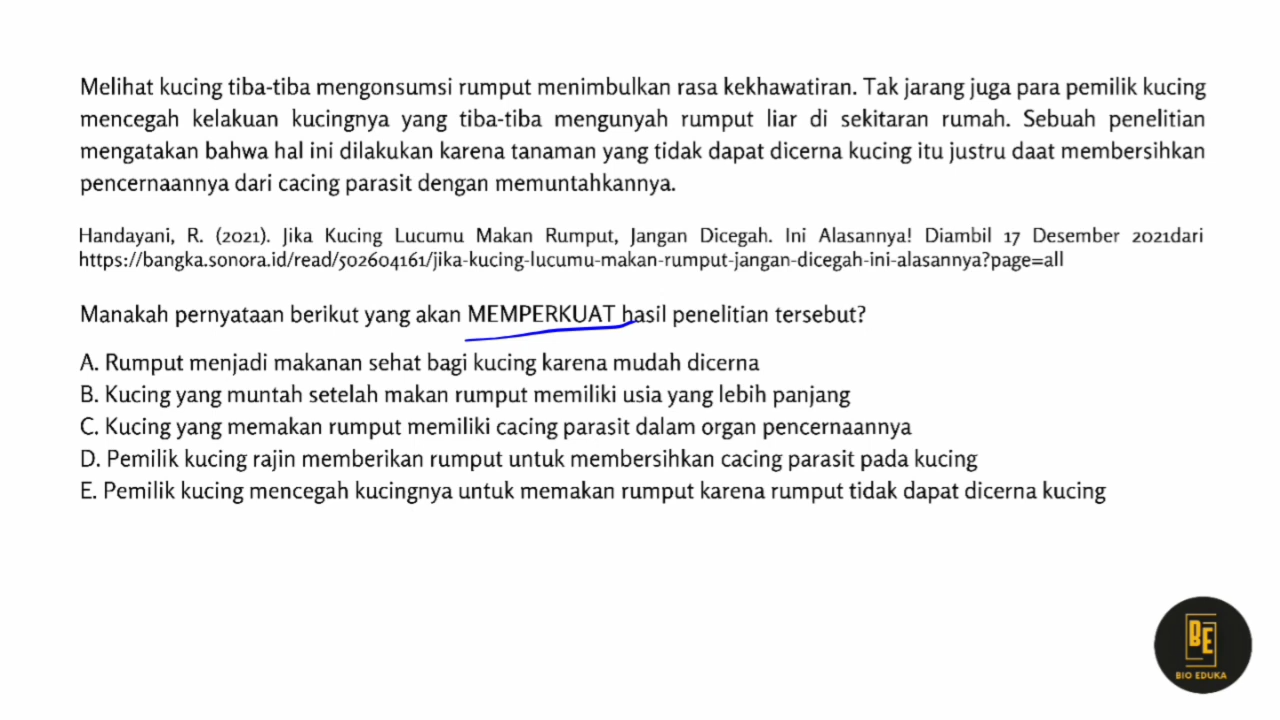 Melihat kucing tiba-tiba mengonsumsi rumput menimbulkan rasa kekhawatiran. Tak jarang juga para pemilik kucing
mencegah kelakuan kucingnya yang tiba-tiba mengunyah rumput liar di sekitaran rumah. Sebuah penelitian
mengatakan bahwa hal ini dilakukan karena tanaman yang tidak dapat dicerna kucing itu justru daat membersihkan
pencernaannya dari cacing parasit dengan memuntahkannya.
Handayani, R. (2021). Jika Kucing Lucumu Makan Rumput, Jangan Dicegah. Ini Alasannya! Diambil 17 Desember 2021dari
https://bangka.sonora.id/read/502604161/jika-kucing-lucumu-makan-rumput-jangan-dicegah-ini-alasannya?page=all
Manakah pernyataan berikut yang akan MEMPERKUAT hasil penelitian tersebut?
A. Rumput menjadi makanan sehat bagi kucing karena mudah dicerna
B. Kucing yang muntah setelah makan rumput memiliki usia yang lebih panjang
C. Kucing yang memakan rumput memiliki cacing parasit dalam organ pencernaannya
D. Pemilik kucing rajin memberikan rumput untuk membersihkan cacing parasit pada kucing
E. Pemilik kucing mencegah kucingnya untuk memakan rumput karena rumput tidak dapat dicerna kucing
BE
BIO EDUKA